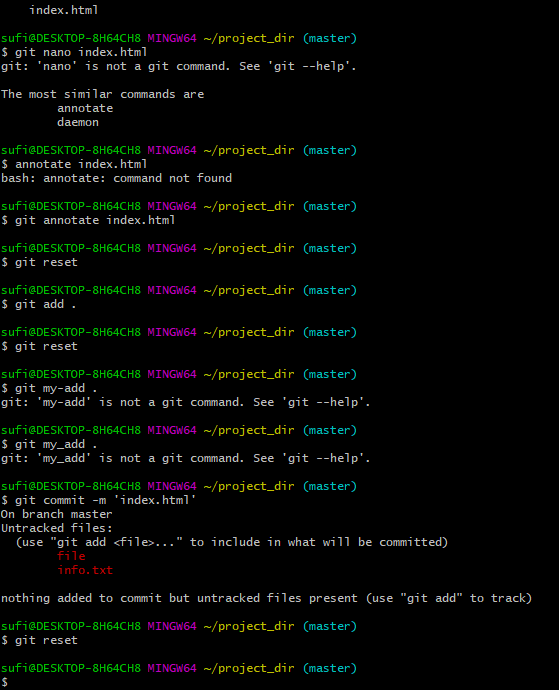 index.html
sufi@DESKTOP-8H64CH8 MINGW64 ~/project_dir (master)
$ git nano index.html
git: 'nano' is not a git command. See 'git --help'.
The most similar commands are
annotate
daemon
sufi@DESKTOP-8H64CH8 MINGW64 ~/project_dir (master)
$ annotate index.html
bash: annotate: command not found
sufi@DESKTOP-8H64CH8 MINGW64 ~/project_dir (master)
$ git annotate index.html
sufi@DESKTOP-8H64CH8 MINGW64 ~/project_dir (master)
$ git reset
sufi@DESKTOP-8H64CH8 MINGW64 ~/project_dir (master)
$ git add .
sufi@DESKTOP-8H64CH8 MINGW64 ~/project_dir (master)
$ git reset
sufi@DESKTOP-8H64CH8 MINGW64 ~/project_dir (master)
$ git my-add .
git: 'my-add' is not a git command. See 'git --help'.
sufi@DESKTOP-8H64CH8 MINGW64 ~/project_dir (master)
$ git my_add .
git: 'my_add' is not a git command. See 'git --help'.
sufi@DESKTOP-8H64CH8 MINGW64 ~/project_dir (master)
$ git commit -m 'index.html'
On branch master
Untracked files:
(use "git add <file>..." to include in what will be committed)
file
info.txt
nothing added to commit but untracked files present (use "git add" to track)
sufi@DESKTOP-8H64CH8 MINGW64 ~/project_dir (master)
$ git reset
sufi@DESKTOP-8H64CH8 MINGW64 ~/project_dir (master)
$